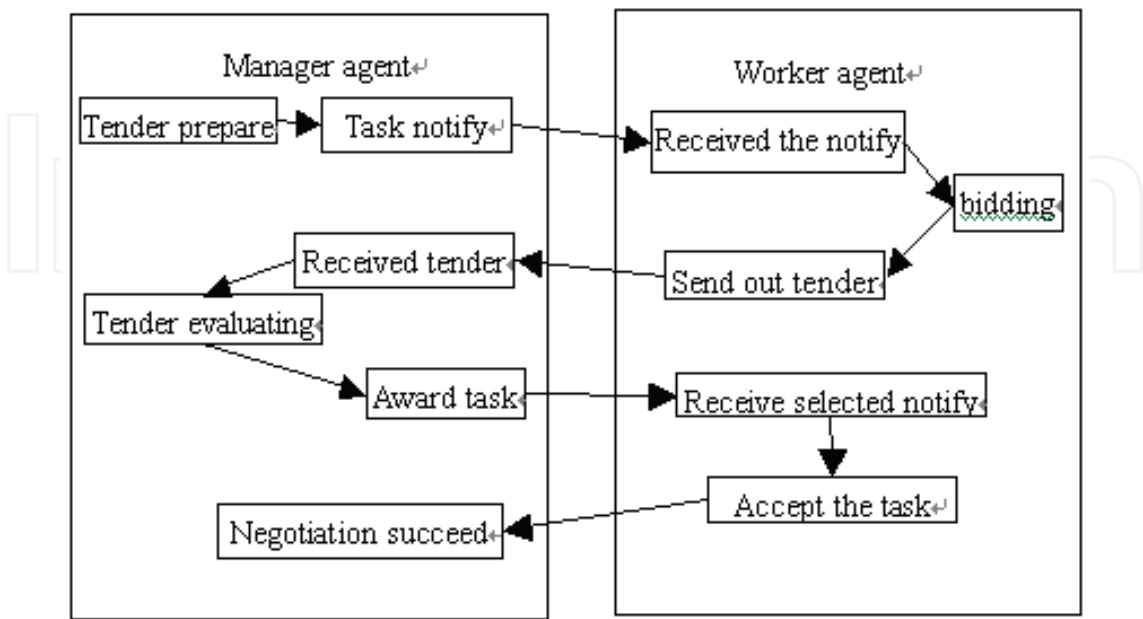 Manager agent
Worker agent
Tender prepare
Task notify
Received the notify
bidding
Received tender
Send out tender
Tender evaluating
Award task
Receive selected notify
Accept the task
Negotiation succeed